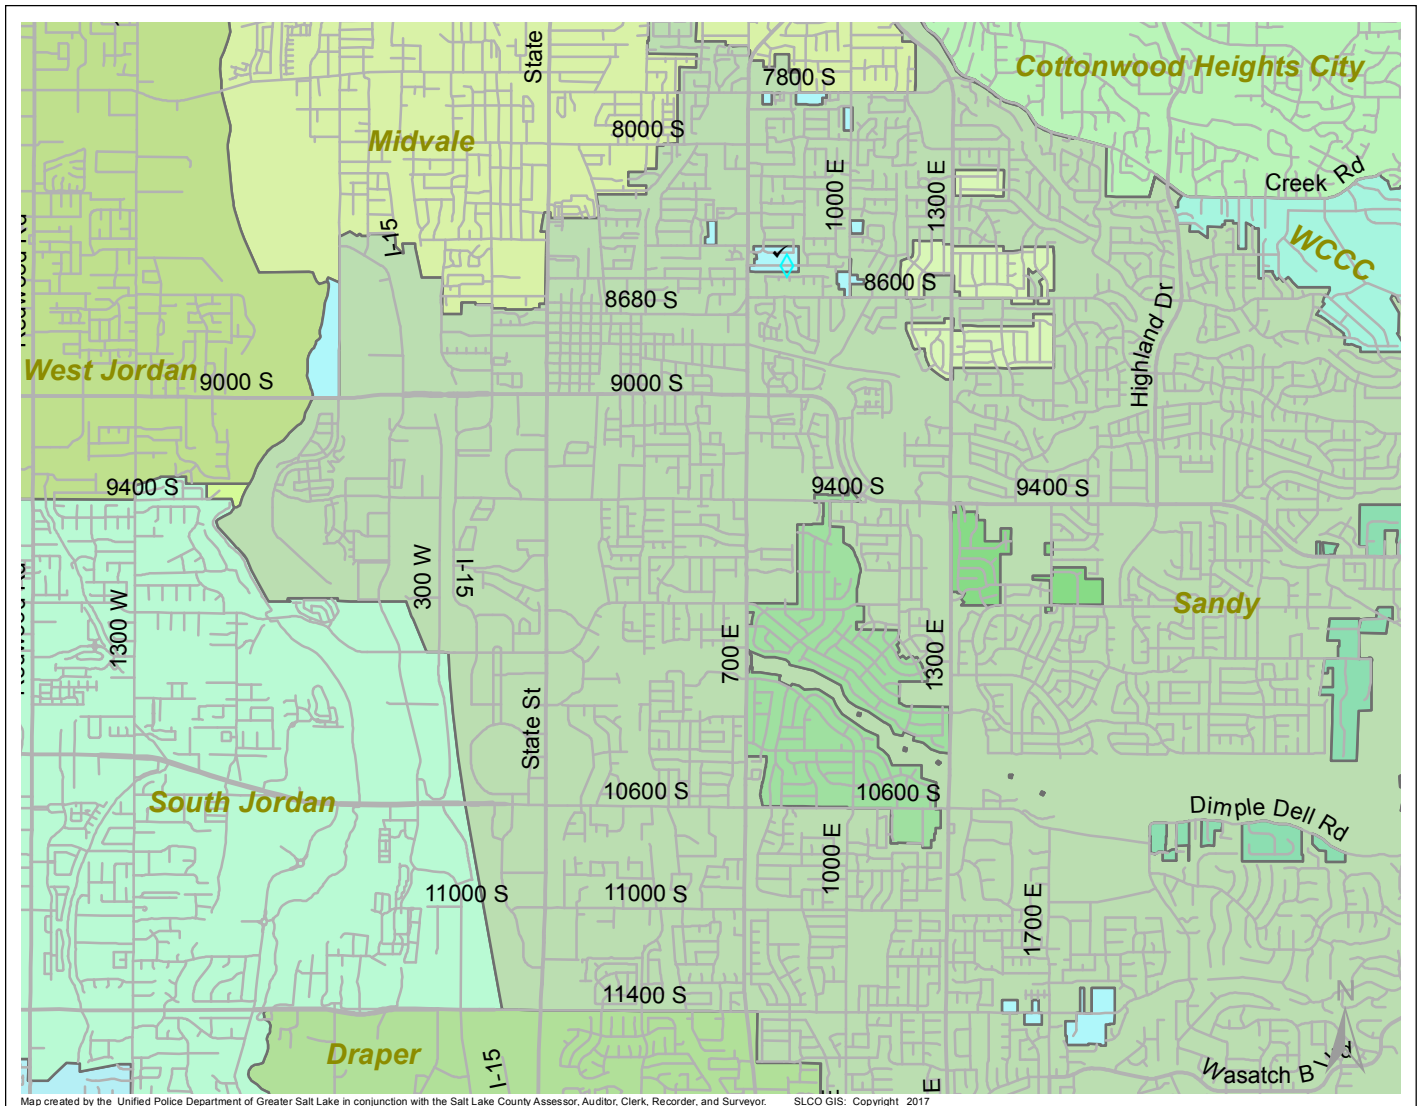 State
7800 S
Cottonwood Heights City
Midvale
8000 S
1000 E
1300 E
Creek Rd
I-15
WCCC
8680 S
8600 S
Highland Dr
West Jordan
9000 S
9000 S
9400 S
9400 S
9400 S
300 W
I-15
1300 W
700 E
1300 E
Sandy
State St
South Jordan
10600 S
10600 S
Dimple Dell Rd
1000 E
11000 S
11000 S
1700 E
11400 S
N
Draper
I-15
E
Wasatch Blvd
Map created by the Unified Police Department of Greater Salt Lake in conjunction with the Salt Lake County Assessor, Auditor, Clerk, Recorder, and Surveyor. SLCO GIS: Copyright 2017